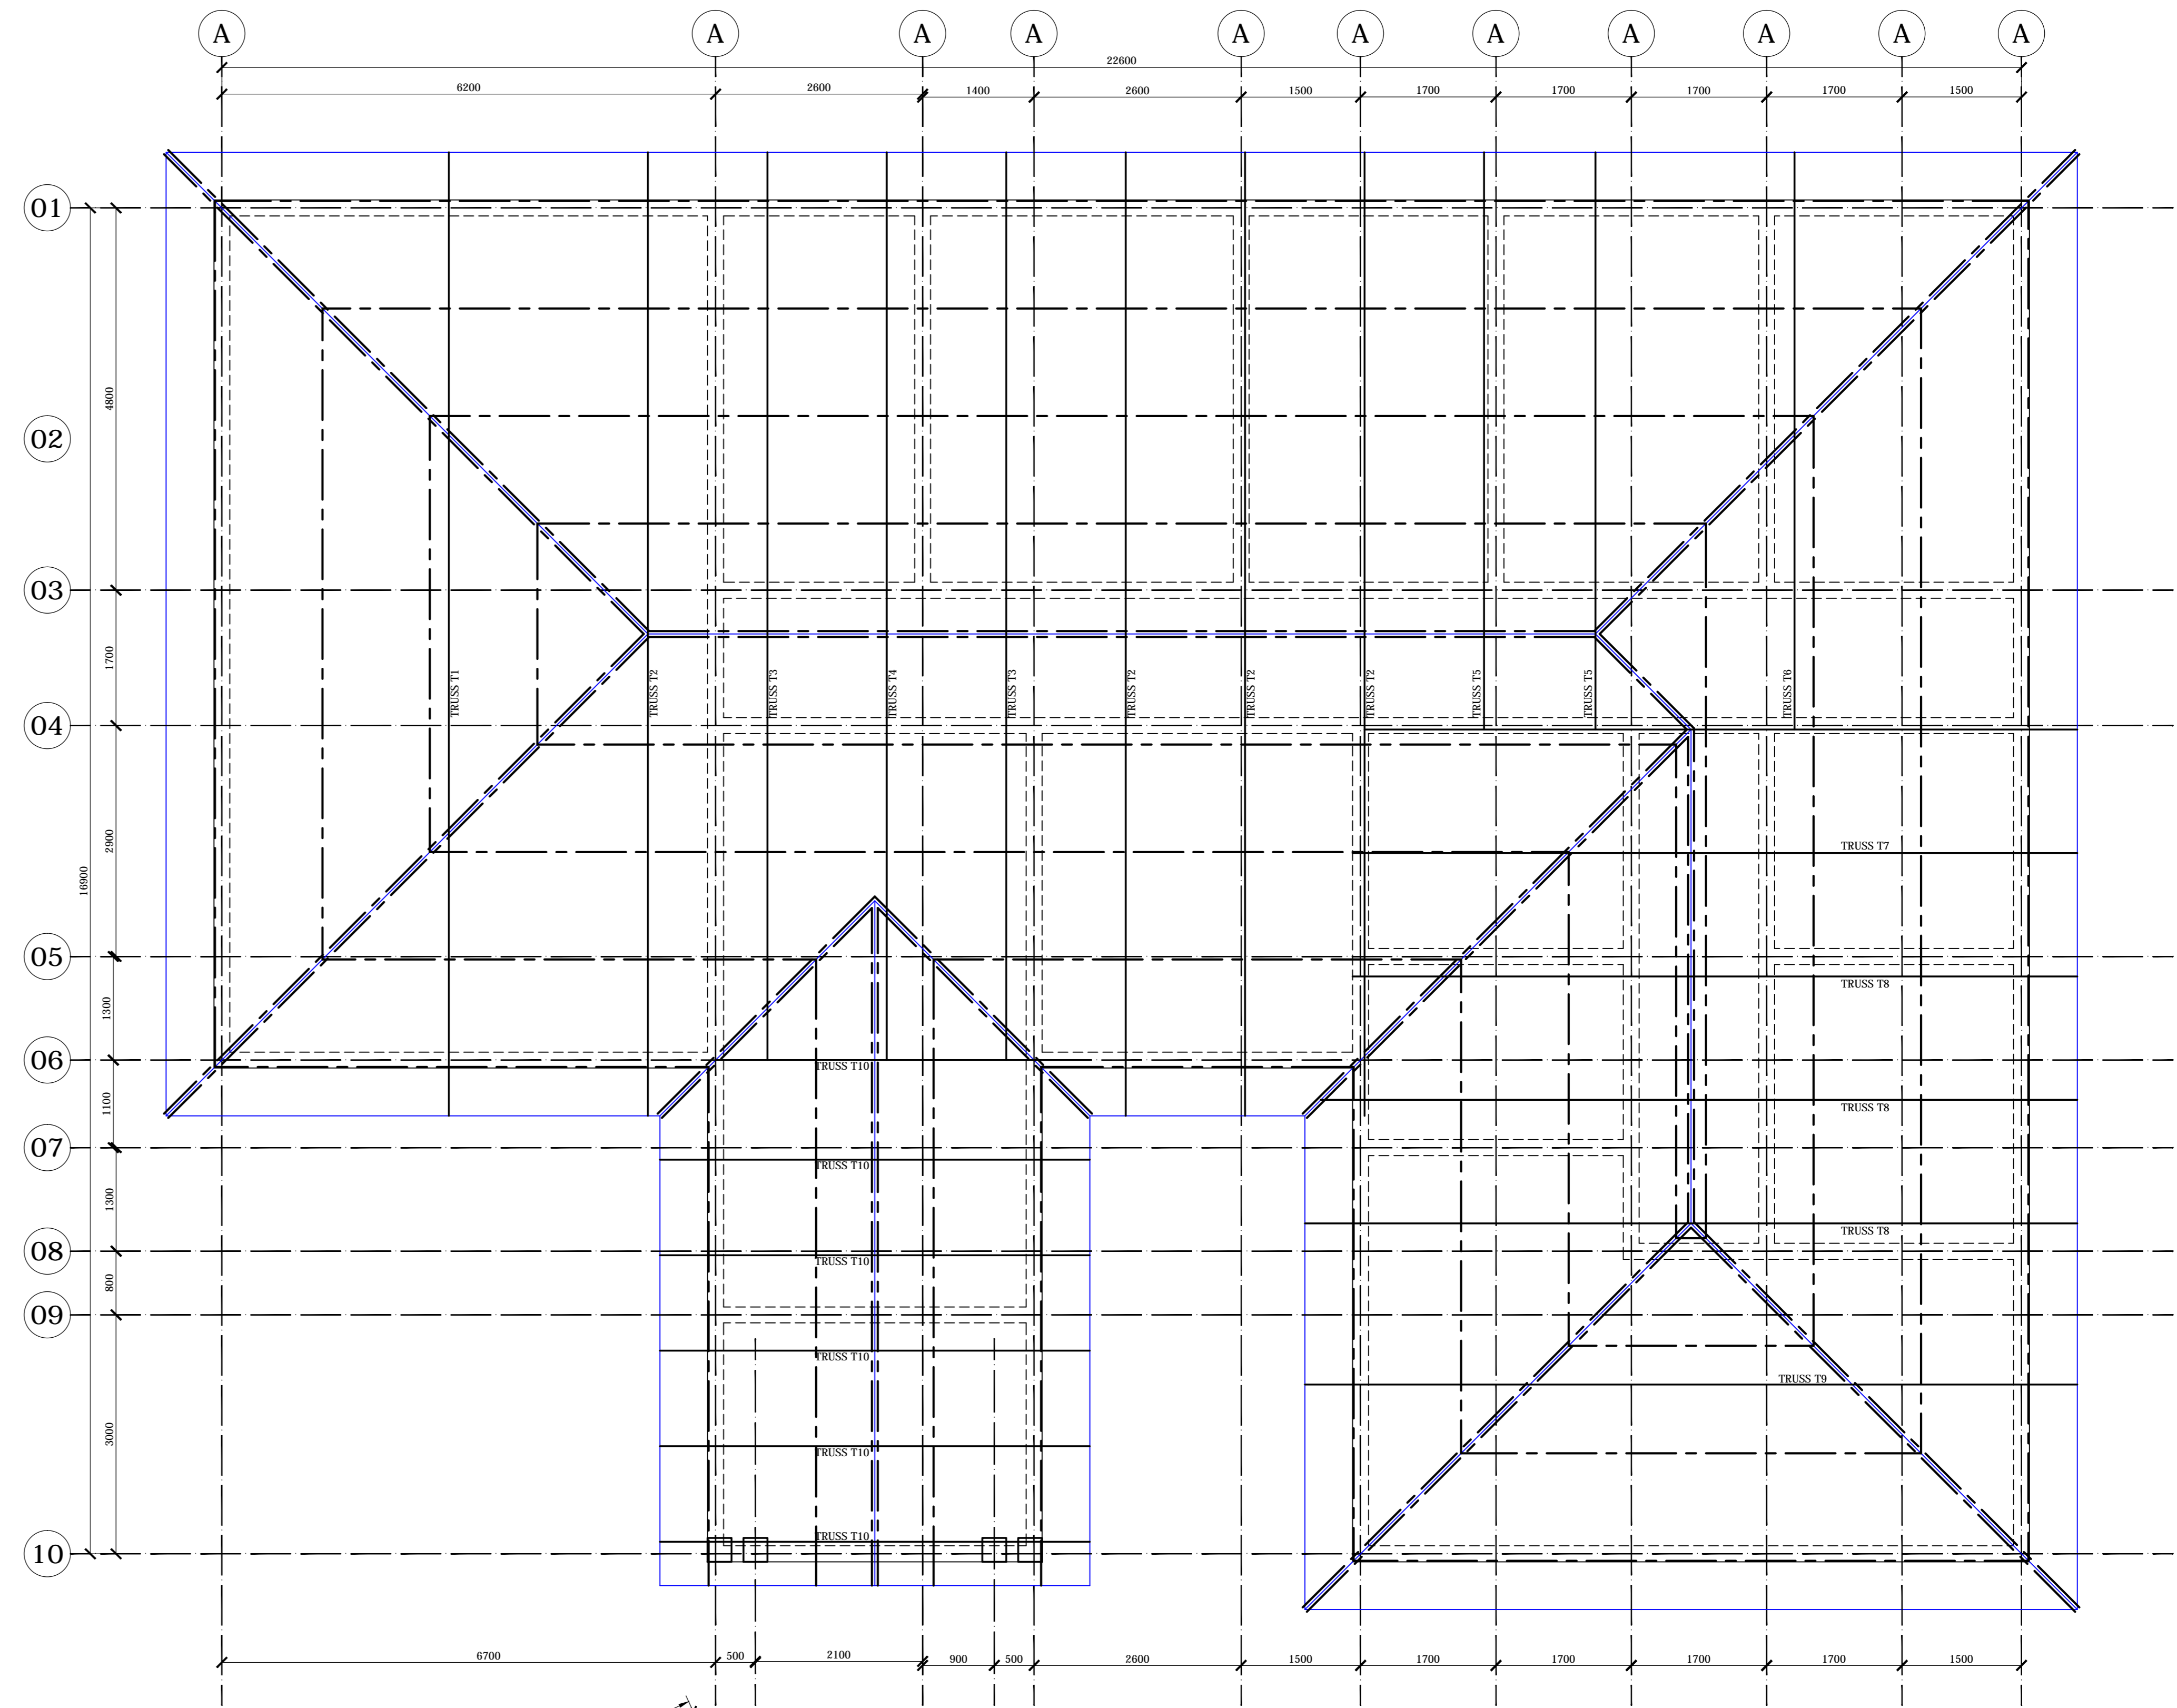 A A A A A A A A A A A
22600
6200 2600 1400 2600 1500 1700 1700 1700 1700 1500
01
02
03
04
05
06
07
08
09
10
4800
1700
2900
16900
1300
1100
1300
800
3000
TRUSS T1
TRUSS T2
TRUSS T3
TRUSS T4
TRUSS T3
TRUSS T2
TRUSS T2
TRUSS T2
TRUSS T5
TRUSS T5
TRUSS T6
TRUSS T7
TRUSS T8
TRUSS T10
TRUSS T8
TRUSS T10
TRUSS T8
TRUSS T10
TRUSS T10
TRUSS T9
TRUSS T10
TRUSS T10
6700 500 2100 900 500 2600 1500 1700 1700 1700 1700 1500